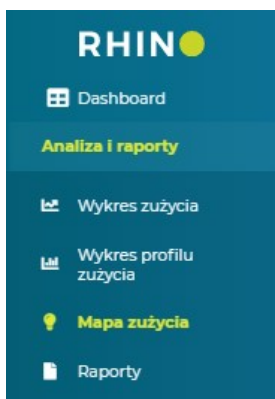 RHINO
Dashboard
Analiza i raporty
Wykres zużycia
Wykres profilu
zużycia
Mapa zużycia
Raporty